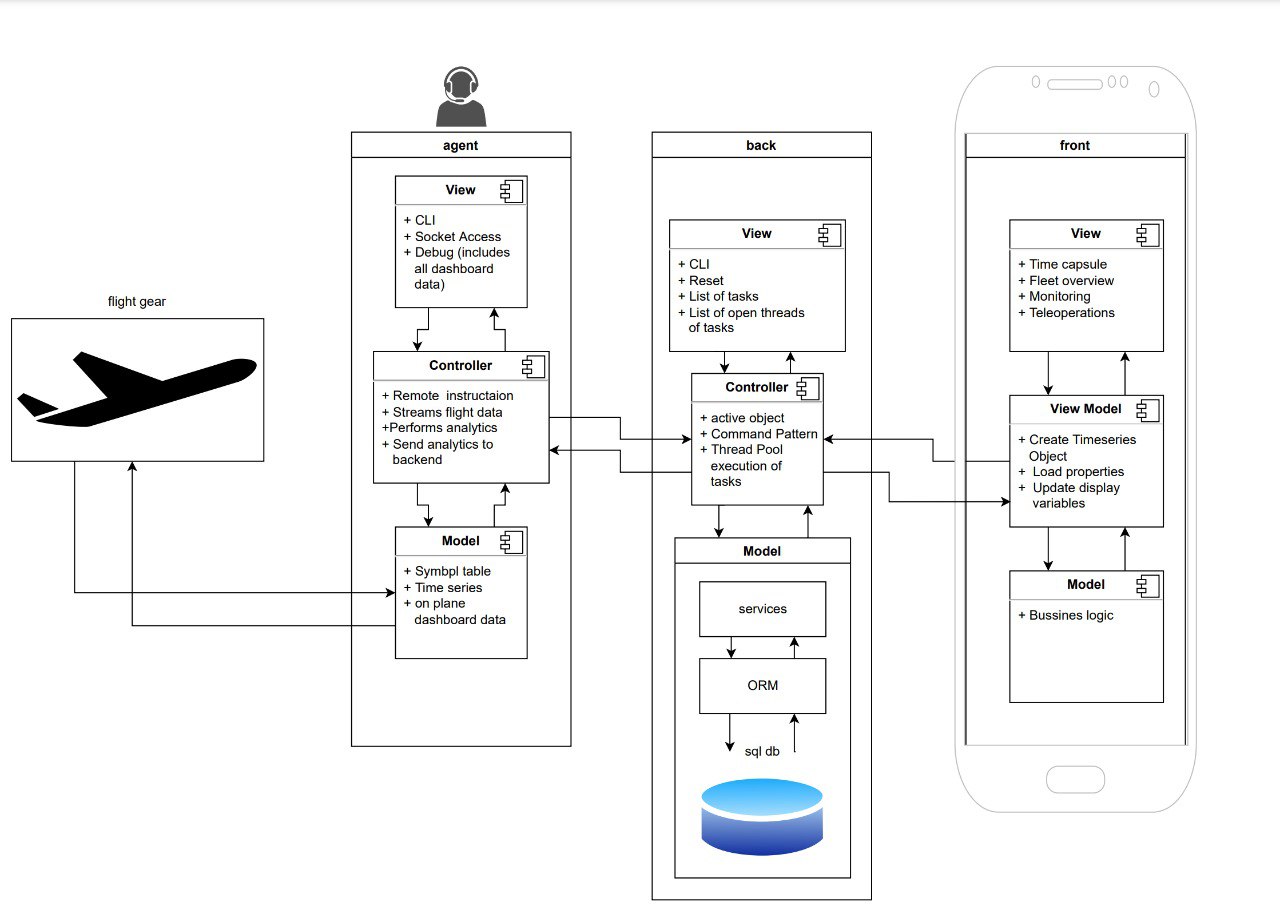 flight gear
agent
View
+ CLI
+ Socket Access
+ Debug (includes
all dashboard
data)
Controller
+ Remote instructaion
+ Streams flight data
+Performs analytics
+ Send analytics to
backend
Model
+ Symbpl table
+ Time series
+ on plane
dashboard data
back
View
+ CLI
+ Reset
+ List of tasks
+ List of open threads
of tasks
Controller
+ active object
+ Command Pattern
+ Thread Pool
execution of
tasks
Model
services
ORM
sql db
front
View
+ Time capsule
+ Fleet overview
+ Monitoring
+ Teleoperations
View Model
+ Create Timeseries
Object
+ Load properties
+ Update display
variables
Model
+ Bussines logic